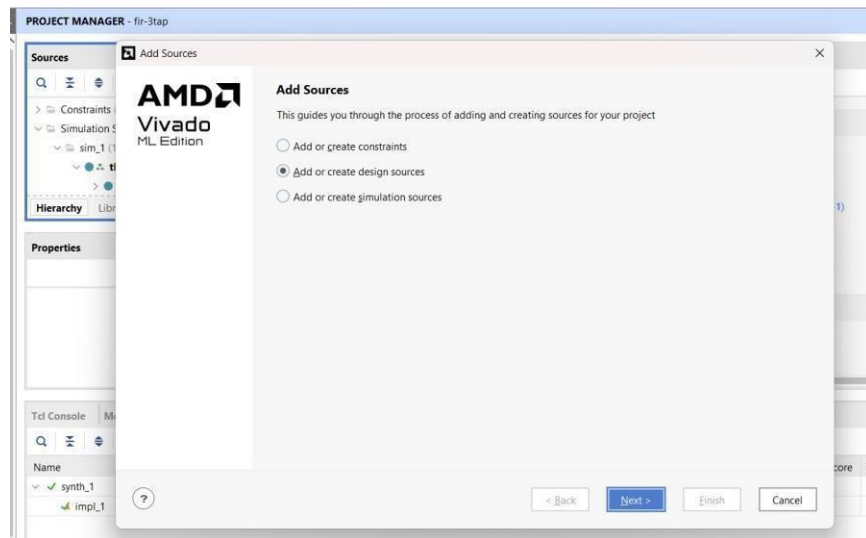 PROJECT MANAGER - fir-3tap
Sources
Constraints
Simulation S
sim_1 (1
Hierarchy
Libr
Properties
Tcl Console
Name
synth_1
impl_1
Add Sources
AMD
Vivado
ML Edition
Add Sources
This guides you through the process of adding and creating sources for your project
Add or create constraints
Add or create design sources
Add or create simulation sources
?
< Back
Next >
Finish
Cancel
-1)
core